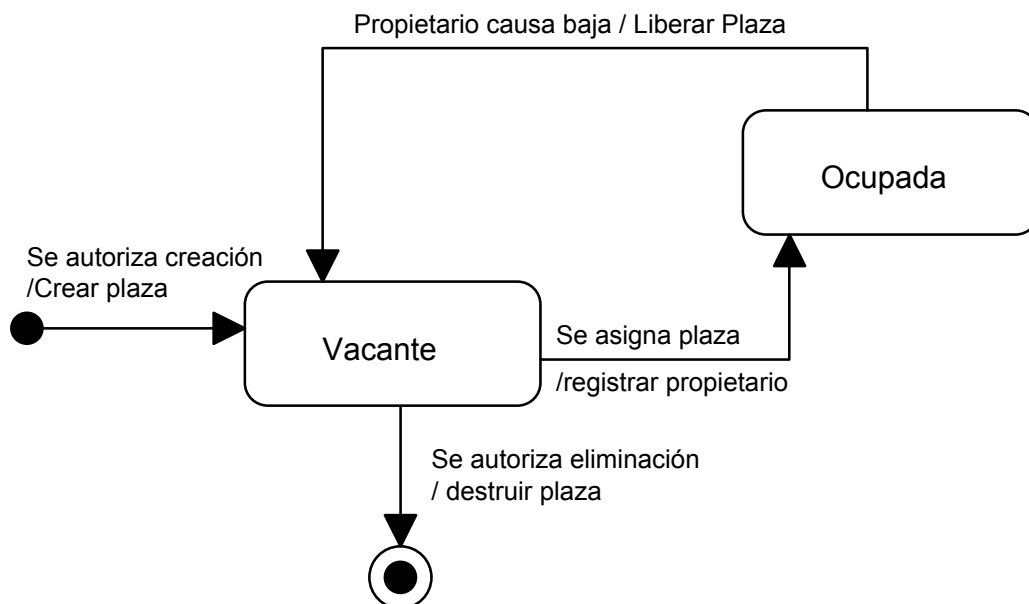 Propietario causa baja / Liberar Plaza
Ocupada
Se autoriza creación
/Crear plaza
Vacante
Se asigna plaza
/registrar propietario
Se autoriza eliminación
/ destruir plaza